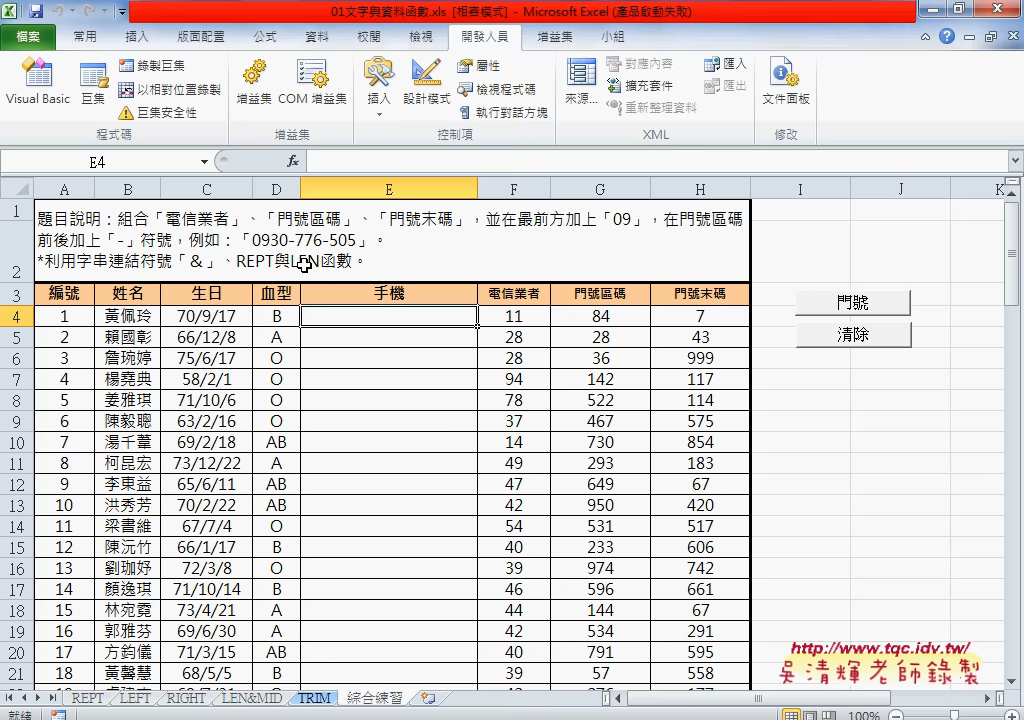 01文字與資料函數.xls [相容模式] - Microsoft Excel (產品啟動失敗)
檔案 常用 插入 版面配置 公式 資料 校閱 檢視 開發人員 增益集 小組
Visual Basic 巨集 錄製巨集 以相對位置錄製 巨集安全性 程式碼
增益集 COM 增益集 增益集
插入 設計模式 屬性 檢視程式碼 執行對話方塊 控制項
來源... 對應內容 擴充套件 重新整理資料 匯入 匯出 XML
文件面板 修改
E4 fx
A B C D E F G H I J K
1 題目說明：組合「電信業者」、「門號區碼」、「門號末碼」，並在最前方加上「09」，在門號區碼
前後加上「-」符號，例如：「0930-776-505」。
2 *利用字串連結符號「&」、REPT與LEN函數。
3 編號 姓名 生日 血型 手機 電信業者 門號區碼 門號末碼
4 1 黃佩玲 70/9/17 B 11 84 7
門號
5 2 賴國彰 66/12/8 A 28 28 43
清除
6 3 詹琬婷 75/6/17 O 28 36 999
7 4 楊堯典 58/2/1 O 94 142 117
8 5 姜雅琪 71/10/6 O 78 522 114
9 6 陳毅聰 63/2/16 O 37 467 575
10 7 湯千蕫 69/2/18 AB 14 730 854
11 8 柯昆宏 73/12/22 A 49 293 183
12 9 李東益 65/6/11 AB 47 649 67
13 10 洪秀芳 70/2/22 AB 42 950 420
14 11 梁書維 67/7/4 O 54 531 517
15 12 陳沅竹 66/1/17 B 40 233 606
16 13 劉珈妤 72/3/8 O 39 974 742
17 14 顏逸琪 71/10/14 B 46 596 661
18 15 林宛霓 73/4/21 A 44 144 67
19 16 郭雅芬 69/6/30 A 42 534 291
20 17 方鈞儀 71/3/15 AB 40 791 595
21 18 黃馨慧 68/5/5 B 39 57 558
http://www.tqc.idv.tw/
吳清輝老師錄製
REPT LEFT RIGHT LEN&MID TRIM 綜合練習
就緒 100%